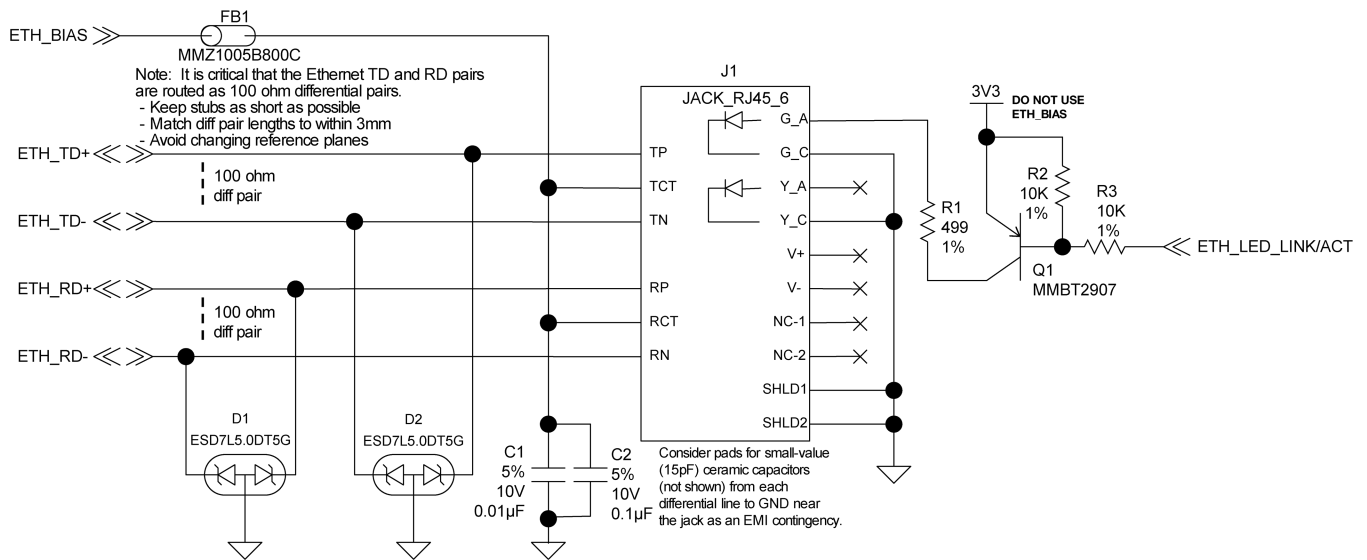 FB1
ETH_BIAS
MMZ1005B800C
Note: It is critical that the Ethernet TD and RD pairs
are routed as 100 ohm differential pairs.
- Keep stubs as short as possible
- Match diff pair lengths to within 3mm
- Avoid changing reference planes
ETH_TD+
100 ohm
diff pair
ETH_TD-
ETH_RD+
100 ohm
diff pair
ETH_RD-
D1
ESD7L5.0DT5G
D2
ESD7L5.0DT5G
C1
5%
10V
0.01µF
C2
5%
10V
0.1µF
J1
JACK_RJ45_6
TP
TCT
TN
RP
RCT
RN
G_A
G_C
Y_A
Y_C
V+
V-
NC-1
NC-2
SHLD1
SHLD2
Consider pads for small-value
(15pF) ceramic capacitors
(not shown) from each
differential line to GND near
the jack as an EMI contingency.
R1
499
1%
3V3
DO NOT USE
ETH_BIAS
R2
10K
1%
R3
10K
1%
Q1
MMBT2907
ETH_LED_LINK/ACT